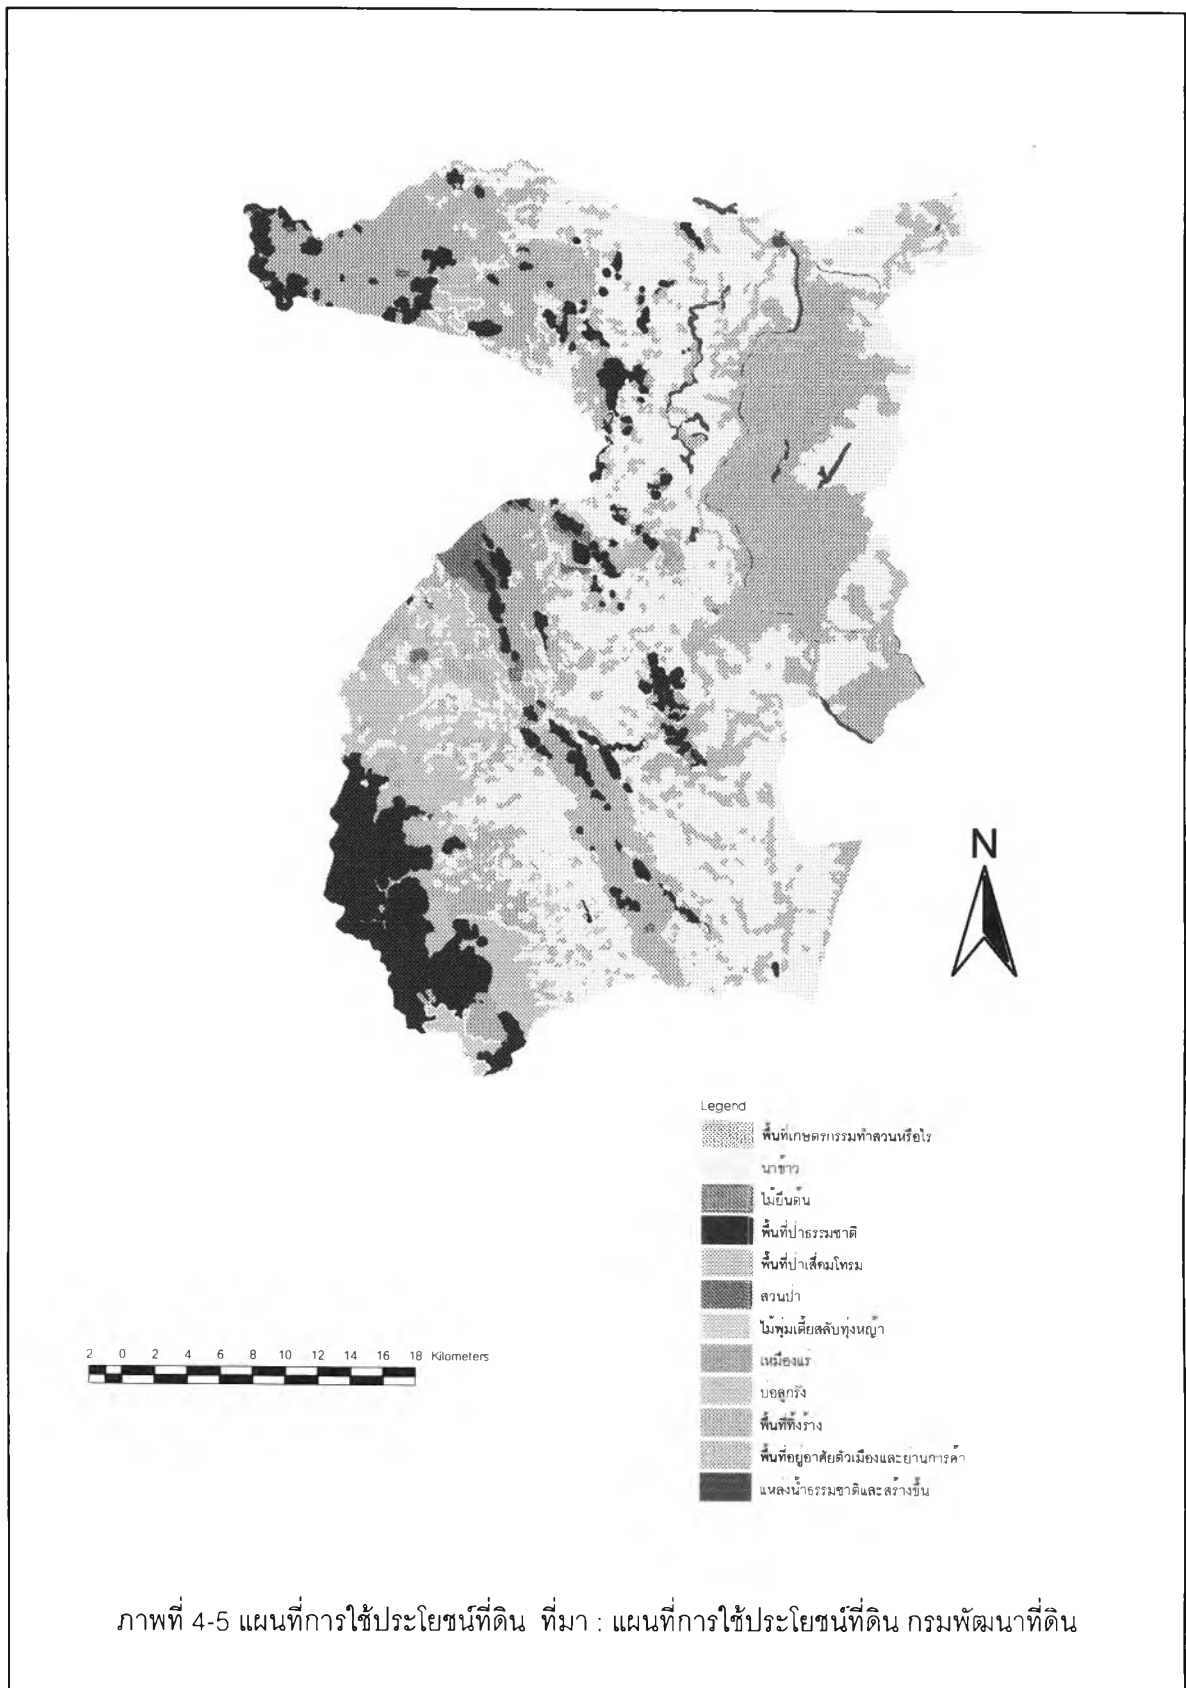 N
Legend
พื้นที่เกษตรกรรมทำสวนหรือไร่
นาข้าว
ไม้ยืนต้น
พื้นที่ป่าธรรมชาติ
พื้นที่ป่าเสื่อมโทรม
สวนป่า
ไม้พุ่มเตี้ยสลับทุ่งหญ้า
เหมืองแร่
บ่อลูกรัง
พื้นที่ทิ้งร้าง
พื้นที่อยู่อาศัยตัวเมืองและย่านการค้า
แหล่งน้ำธรรมชาติและสร้างขึ้น
2 0 2 4 6 8 10 12 14 16 18 Kilometers
ภาพที่ 4-5 แผนที่การใช้ประโยชน์ที่ดิน ที่มา : แผนที่การใช้ประโยชน์ที่ดิน กรมพัฒนาที่ดิน